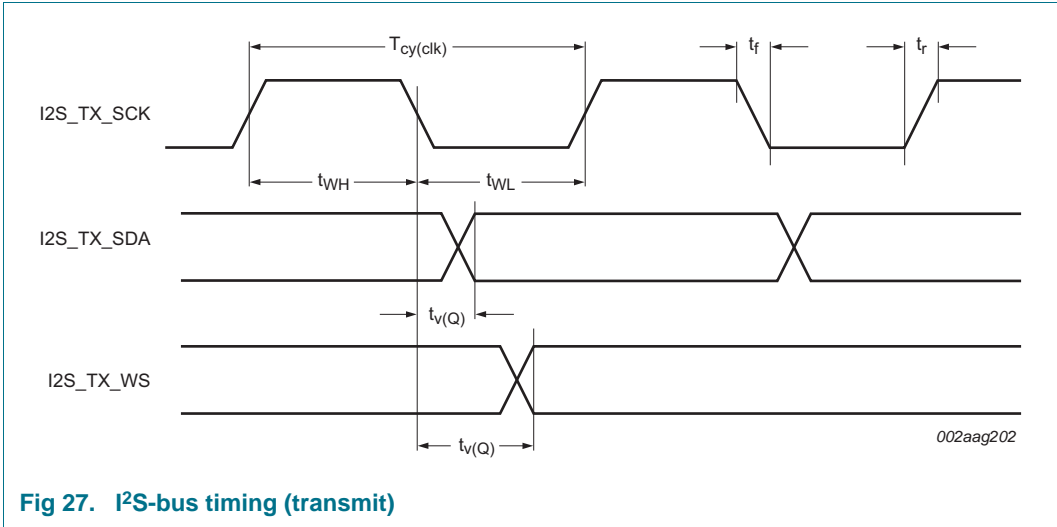 T_cy(clk)
t_f
t_r
I2S_TX_SCK
t_WH
t_WL
I2S_TX_SDA
t_v(Q)
I2S_TX_WS
t_v(Q)
002aag202
Fig 27. I²S-bus timing (transmit)